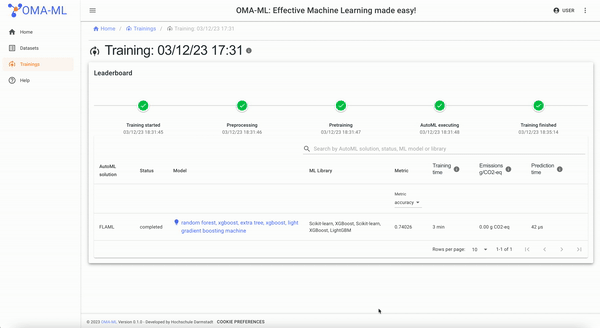 OMA-ML
OMA-ML: Effective Machine Learning made easy!
USER
Home
Datasets
Trainings
Help
Home / Trainings / Training: 03/12/23 17:31
Training: 03/12/23 17:31
Leaderboard
Training started
03/12/23 18:31:45
Preprocessing
03/12/23 18:31:46
Pretraining
03/12/23 18:31:47
AutoML executing
03/12/23 18:31:48
Training finished
03/12/23 18:35:14
Search by AutoML solution, status, ML model or library
AutoML solution Status Model ML Library Metric Training time Emissions g/CO2-eq Prediction time
Metric
accuracy
FLAML completed random forest, xgboost, extra tree, xgboost, light Scikit-learn, XGBoost, Scikit-learn, 0.74026 3 min 0.00 g CO2-eq 42 µs
gradient boosting machine XGBoost, LightGBM
Rows per page: 10 1-1 of 1
© 2023 OMA-ML Version 0.1.0 - Developed by Hochschule Darmstadt. COOKIE PREFERENCES